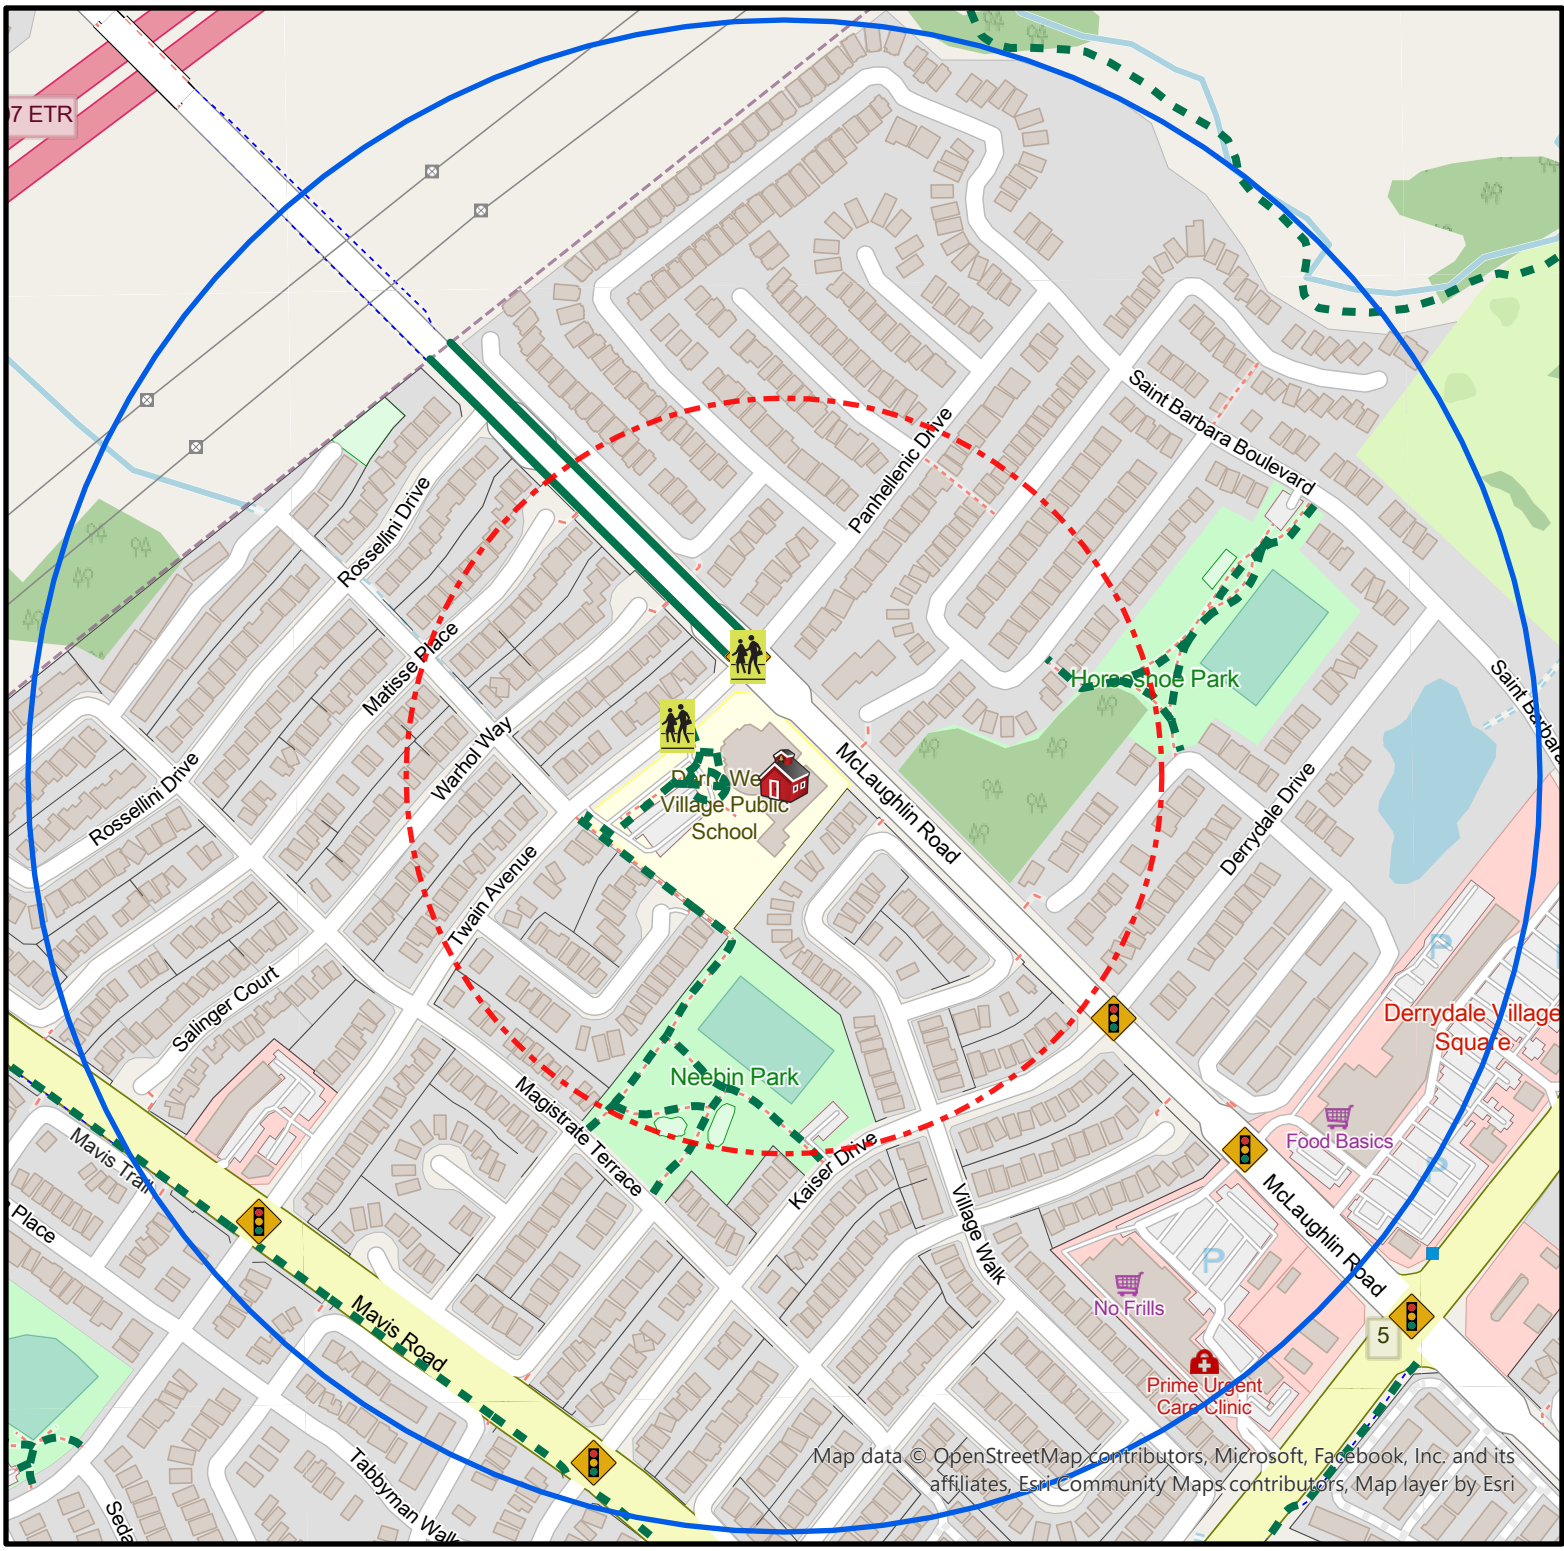 07 ETR
Saint Barbara Boulevard
Panhellenic Drive
Rossellini Drive
Matisse Place
Warhol Way
Horseshoe Park
Saint Barbara
McLaughlin Road
Village Public
School
Rossellini Drive
Derrydale Drive
Twain Avenue
Salinger Court
P
Derrydale Village
Square
Neebin Park
Magistrate Terrace
Kaiser Drive
Food Basics
P
Mavis Trail
Place
Village Walk
McLaughlin Road
P
No Frills
5
Mavis Road
Prime Urgent
Care Clinic
Tabbyman Walk
Seda
Map data © OpenStreetMap contributors, Microsoft, Facebook, Inc. and its
affiliates, Esri Community Maps contributors, Map layer by Esri